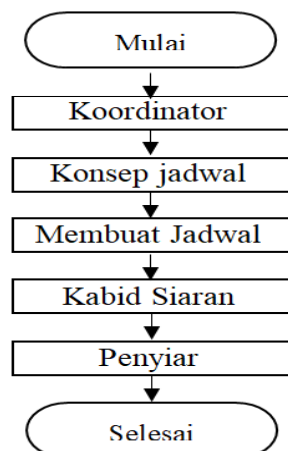 Mulai
Koordinator
Konsep jadwal
Membuat Jadwal
Kabid Siaran
Penyiar
Selesai